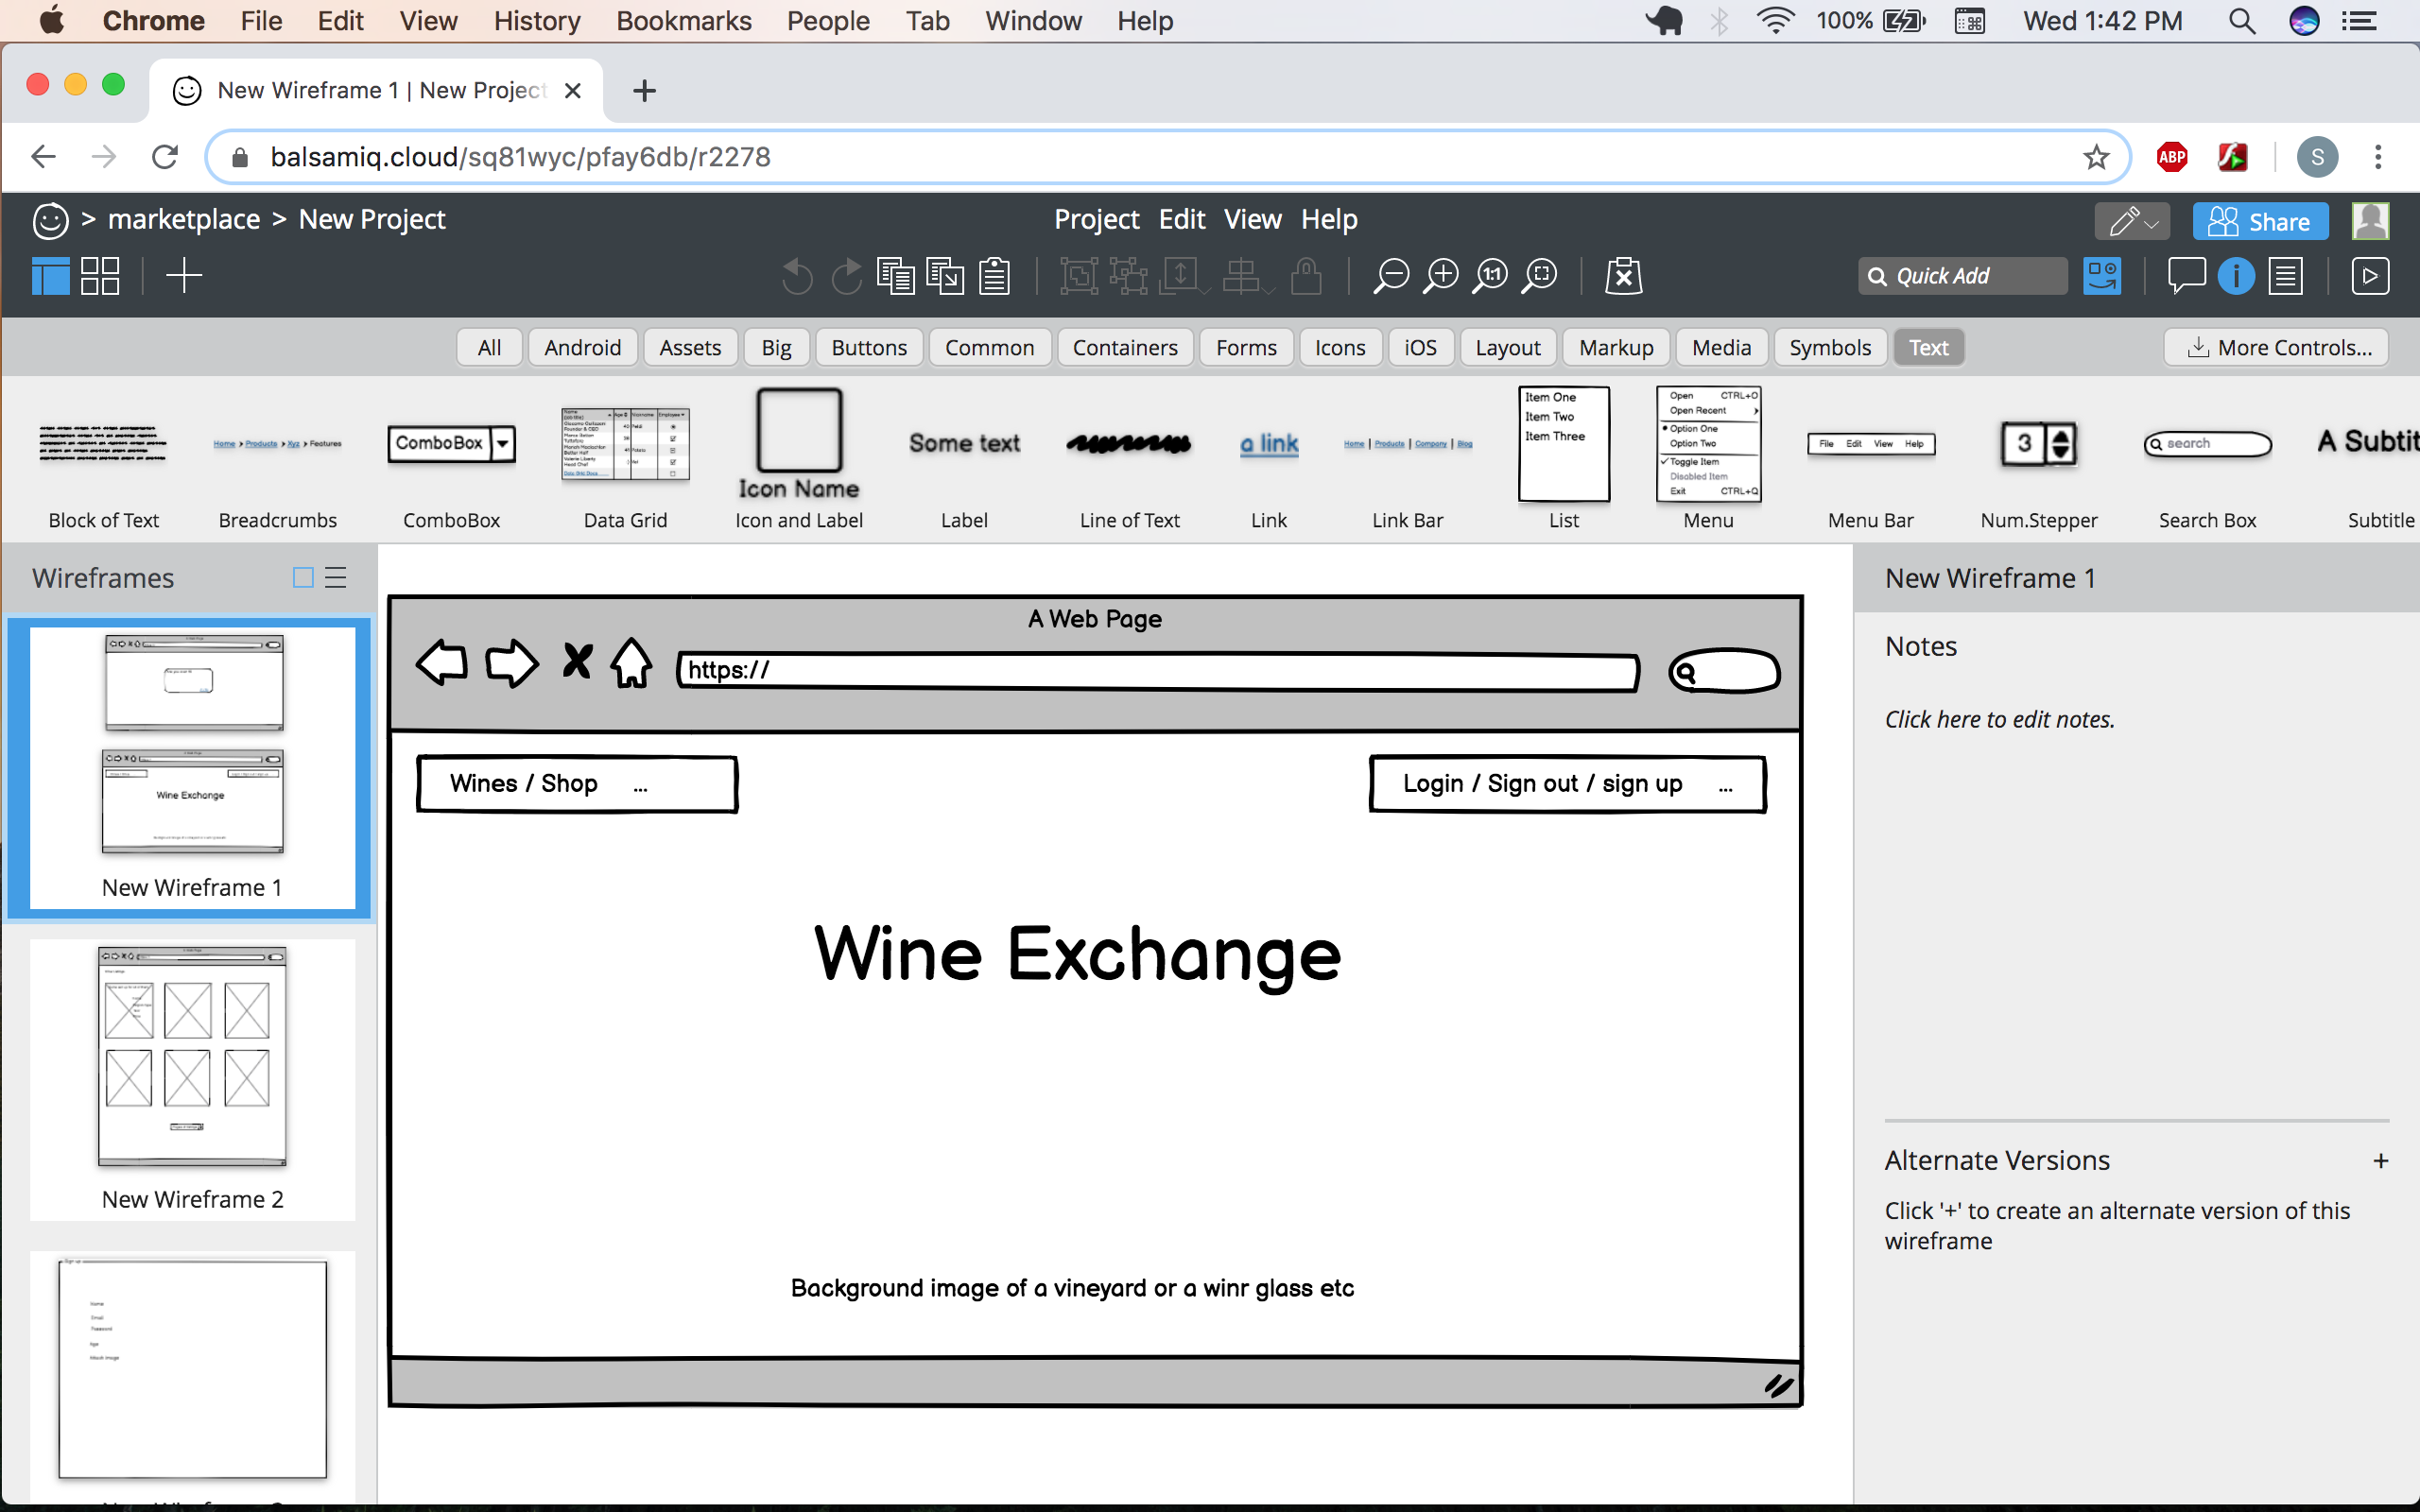 Chrome File Edit View History Bookmarks People Tab Window Help 100% Wed 1:42 PM
New Wireframe 1 | New Project
balsamiq.cloud/sq81wyc/pfay6db/r2278 ABP S
> marketplace > New Project Project Edit View Help Share
1:1 Quick Add
All Android Assets Big Buttons Common Containers Forms Icons iOS Layout Markup Media Symbols Text More Controls...
Home > Products > Xyz > Features
ComboBox
Icon Name
Some text
a link
Home | Products | Company | Blog
Item One
Item Two
Item Three
Open CTRL+O
Open Recent
Option One
Option Two
Toggle Item
Disabled Item
Exit CTRL+Q
File Edit View Help
3
search
A Subtit
Block of Text Breadcrumbs ComboBox Data Grid Icon and Label Label Line of Text Link Link Bar List Menu Menu Bar Num.Stepper Search Box Subtitle
Wireframes
Wine Exchange
New Wireframe 1
New Wireframe 2
Name
Email
Password
Age
A Web Page
https://
Wines / Shop ...
Login / Sign out / sign up ...
Wine Exchange
Background image of a vineyard or a winr glass etc
New Wireframe 1
Notes
Click here to edit notes.
Alternate Versions +
Click '+' to create an alternate version of this
wireframe